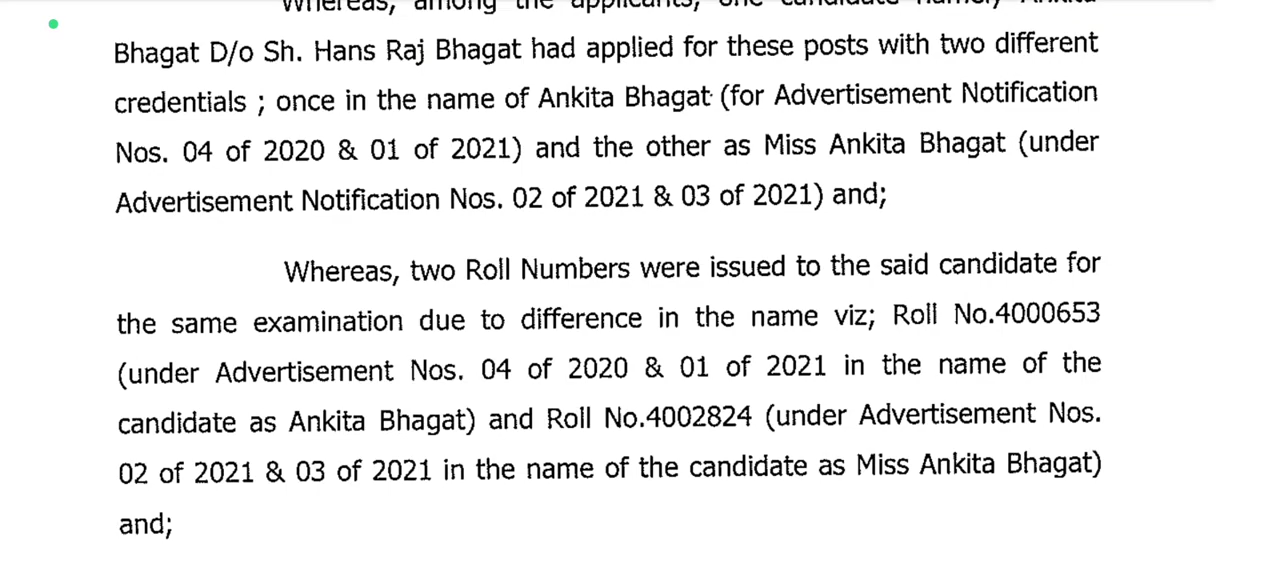 Whereas, among the applicants, one candidate namely Ankita
Bhagat D/o Sh. Hans Raj Bhagat had applied for these posts with two different
credentials ; once in the name of Ankita Bhagat (for Advertisement Notification
Nos. 04 of 2020 & 01 of 2021) and the other as Miss Ankita Bhagat (under
Advertisement Notification Nos. 02 of 2021 & 03 of 2021) and;
Whereas, two Roll Numbers were issued to the said candidate for
the same examination due to difference in the name viz; Roll No.4000653
(under Advertisement Nos. 04 of 2020 & 01 of 2021 in the name of the
candidate as Ankita Bhagat) and Roll No.4002824 (under Advertisement Nos.
02 of 2021 & 03 of 2021 in the name of the candidate as Miss Ankita Bhagat)
and;